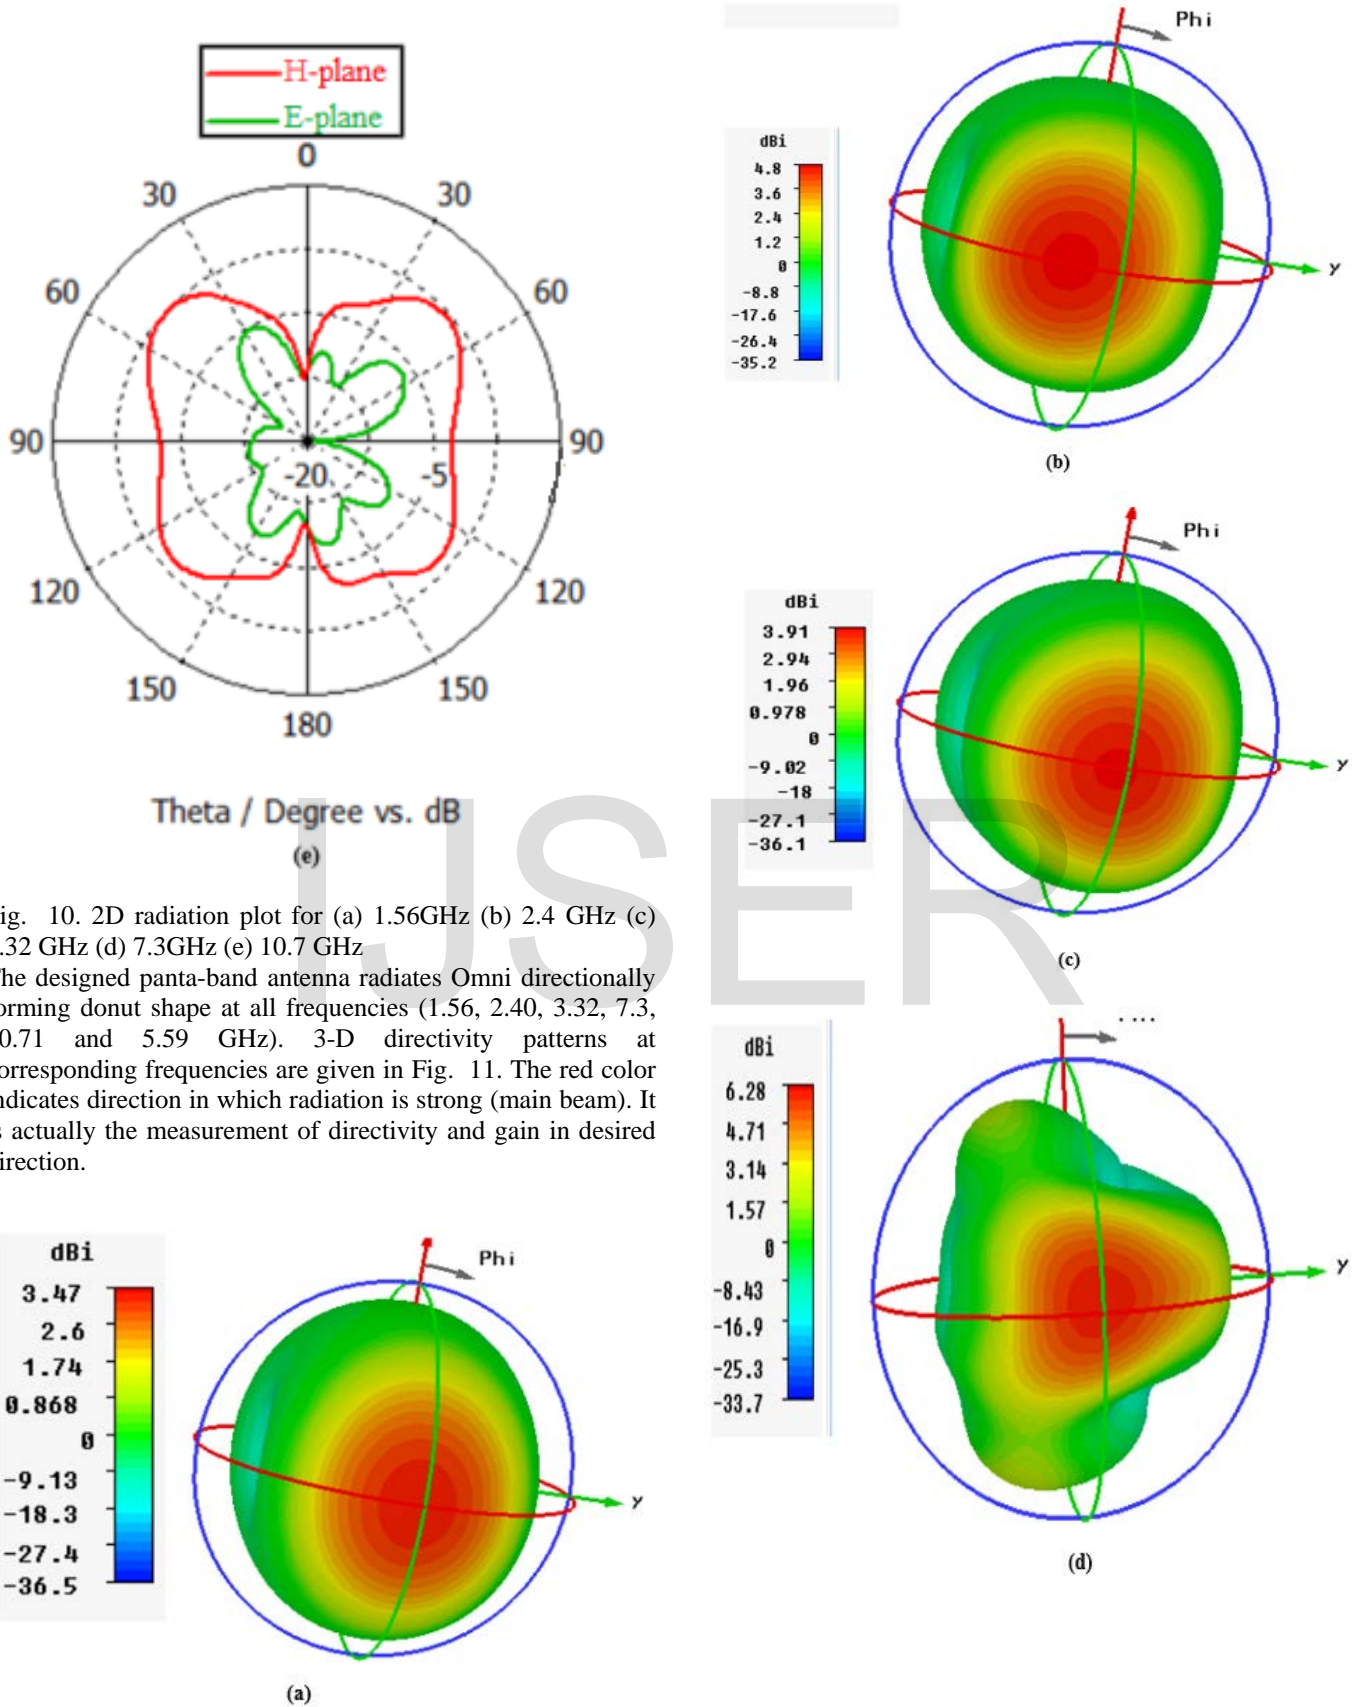 H-plane
E-plane
0
30 30
60 60
90 90
-20 -5
120 120
150 150
180
Theta / Degree vs. dB
(e)
ig. 10. 2D radiation plot for (a) 1.56GHz (b) 2.4 GHz (c)
.32 GHz (d) 7.3GHz (e) 10.7 GHz
he designed panta-band antenna radiates Omni directionally
orming donut shape at all frequencies (1.56, 2.40, 3.32, 7.3,
0.71 and 5.59 GHz). 3-D directivity patterns at
orresponding frequencies are given in Fig. 11. The red color
ndicates direction in which radiation is strong (main beam). It
s actually the measurement of directivity and gain in desired
irection.
dBi
3.47
2.6
1.74
0.868
0
-9.13
-18.3
-27.4
-36.5
Phi
y
(a)
Phi
dBi
4.8
3.6
2.4
1.2
0
-8.8
-17.6
-26.4
-35.2
y
(b)
Phi
dBi
3.91
2.94
1.96
0.978
0
-9.02
-18
-27.1
-36.1
y
(c)
dBi
6.28
4.71
3.14
1.57
0
-8.43
-16.9
-25.3
-33.7
y
(d)
IJSER